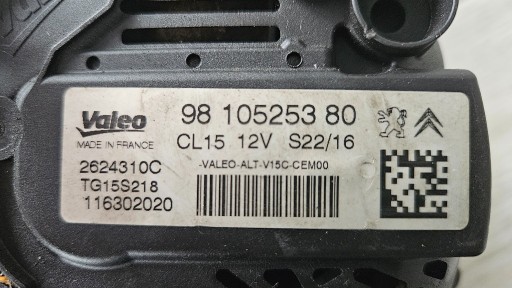 Valeo
MADE IN FRANCE
98 105253 80
CL15 12V S22/16
-VALEO-ALT-V15C-CEM00
2624310C
TG15S218
116302020